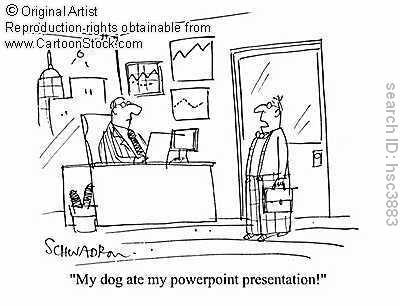 © Original Artist
Reproduction rights obtainable from
www.CartoonStock.com
search ID: hsc3883
SCHWADRON
"My dog ate my powerpoint presentation!"